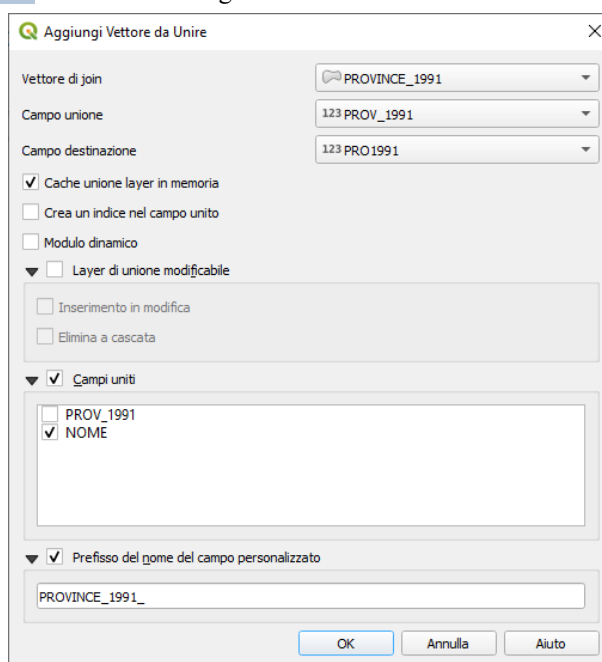 Aggiungi Vettore da Unire
Vettore di join PROVINCE_1991
Campo unione 123 PROV_1991
Campo destinazione 123 PRO1991
Cache unione layer in memoria
Crea un indice nel campo unito
Modulo dinamico
Layer di unione modificabile
Inserimento in modifica
Elimina a cascata
Campi uniti
PROV_1991
NOME
Prefisso del nome del campo personalizzato
PROVINCE_1991_
OK Annulla Aiuto